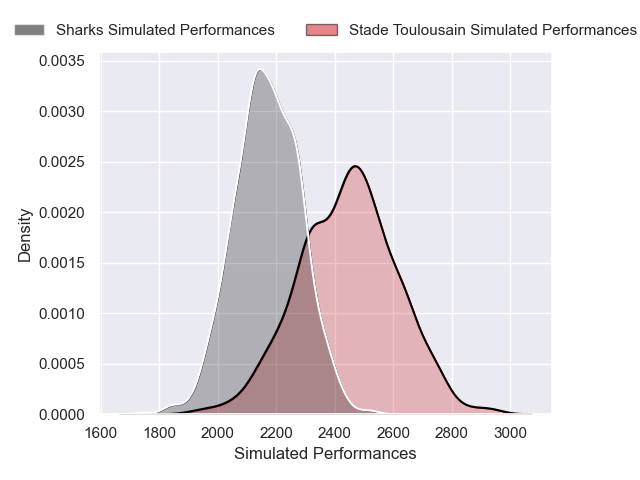 Sharks Simulated Performances Stade Toulousain Simulated Performances
0.0035
0.0030
0.0025
0.0020
0.0015
0.0010
0.0005
0.0000
Density
1600 1800 2000 2200 2400 2600 2800 3000
Simulated Performances